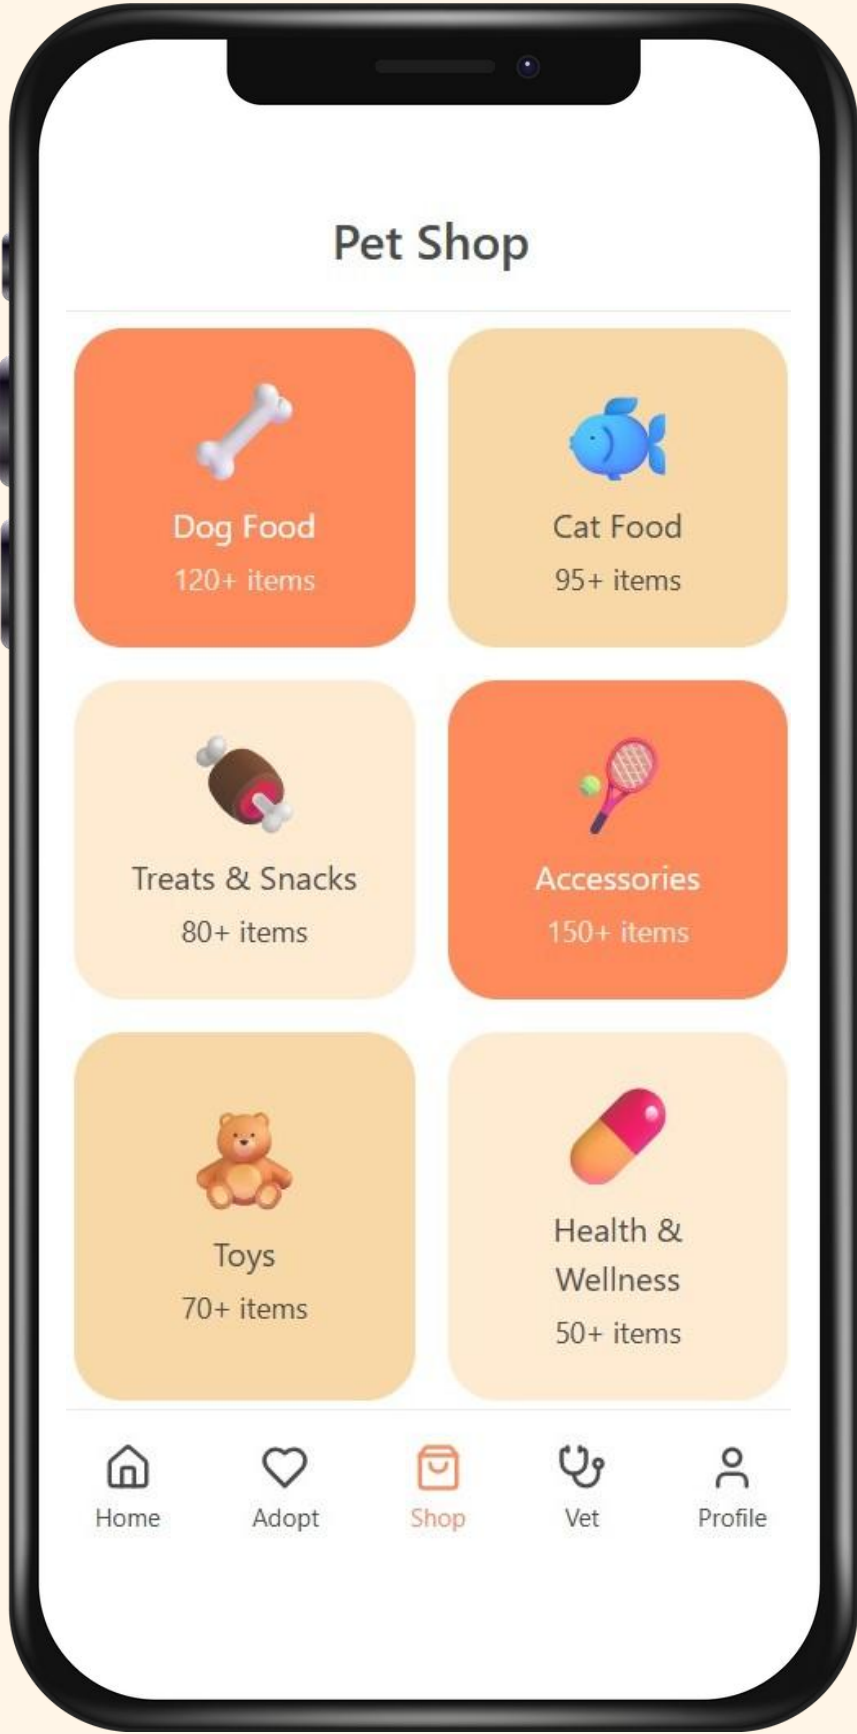 Pet Shop
Dog Food
120+ items
Cat Food
95+ items
Treats & Snacks
80+ items
Accessories
150+ items
Toys
70+ items
Health &
Wellness
50+ items
Home
Adopt
Shop
Vet
Profile